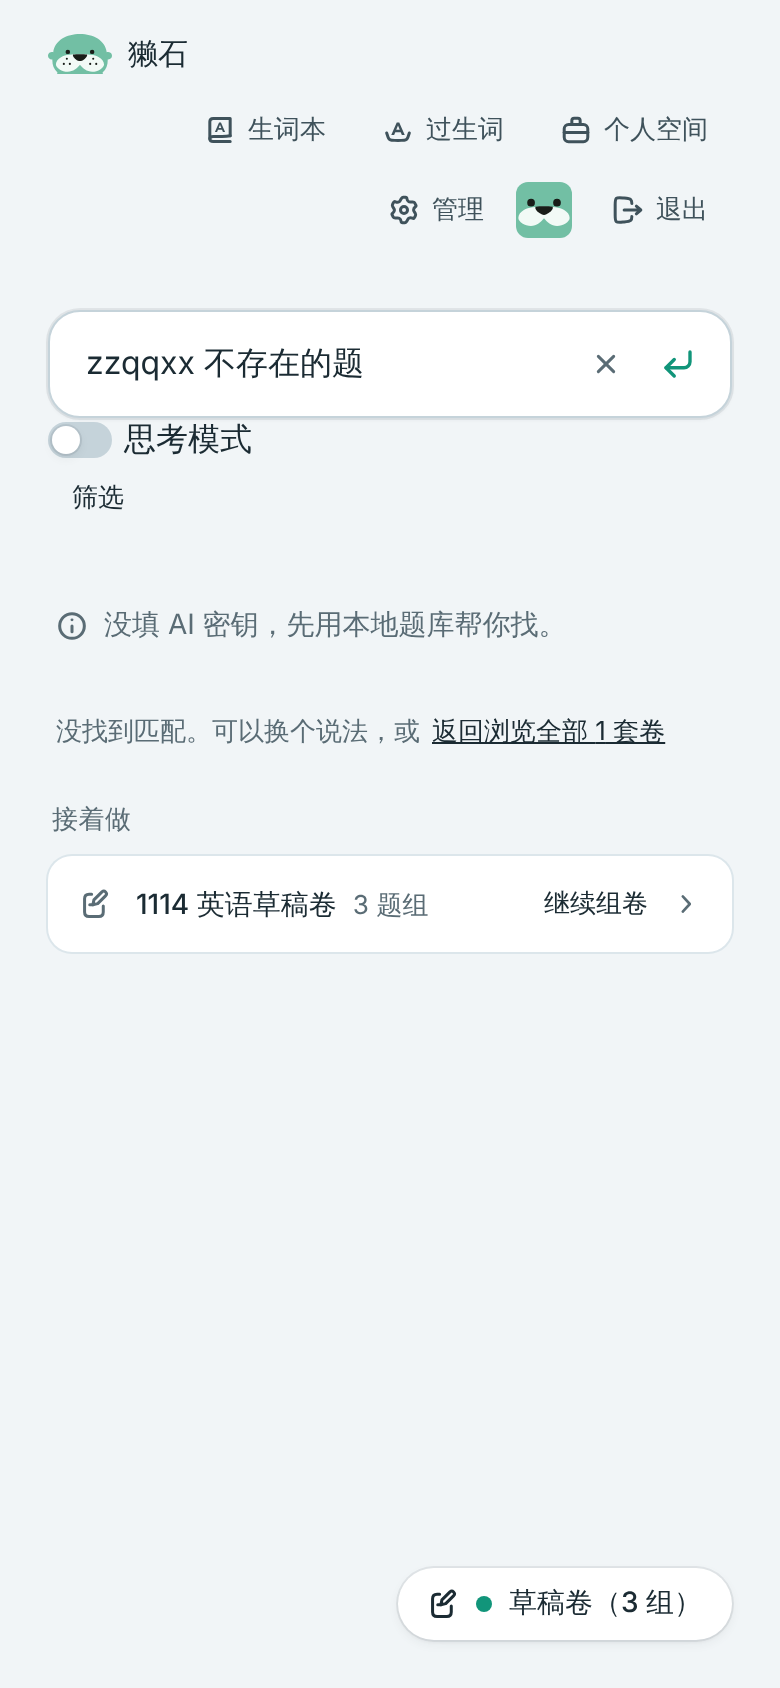 獭石
生词本 过生词 个人空间
管理 退出
zzqqxx 不存在的题
思考模式
筛选
没填 AI 密钥，先用本地题库帮你找。
没找到匹配。可以换个说法，或 返回浏览全部 1 套卷
接着做
1114 英语草稿卷 3 题组 继续组卷
草稿卷（3 组）